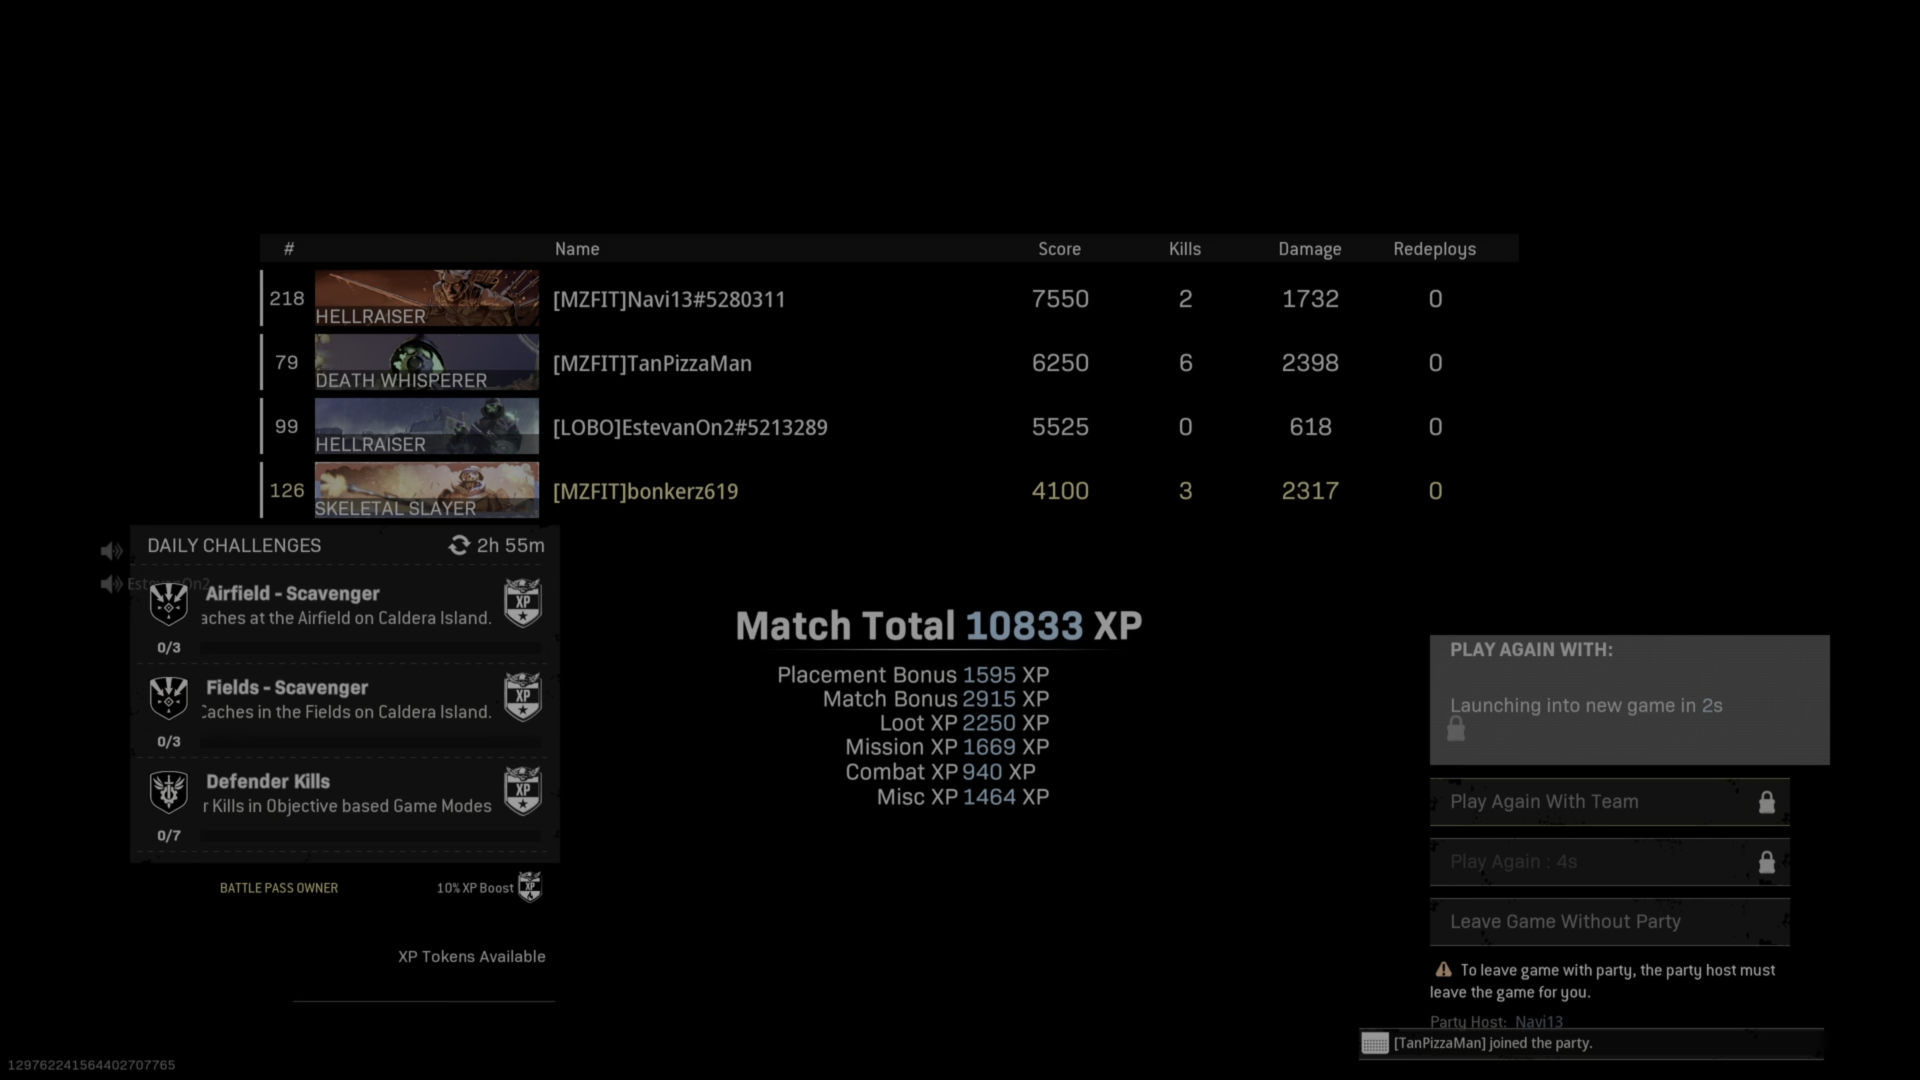 # Name Score Kills Damage Redeploys
218 HELLRAISER [MZFIT]Navi13#5280311 7550 2 1732 0
79 DEATH WHISPERER [MZFIT]TanPizzaMan 6250 6 2398 0
99 HELLRAISER [LOBO]EstevanOn2#5213289 5525 0 618 0
126 SKELETAL SLAYER [MZFIT]bonkerz619 4100 3 2317 0
DAILY CHALLENGES 2h 55m
EstevanOn2
Airfield - Scavenger
XP
aches at the Airfield on Caldera Island.
0/3
Fields - Scavenger
XP
Caches in the Fields on Caldera Island.
0/3
Defender Kills
XP
r Kills in Objective based Game Modes
0/7
BATTLE PASS OWNER 10% XP Boost XP
XP Tokens Available
Match Total 10833 XP
Placement Bonus 1595 XP
Match Bonus 2915 XP
Loot XP 2250 XP
Mission XP 1669 XP
Combat XP 940 XP
Misc XP 1464 XP
PLAY AGAIN WITH:
Launching into new game in 2s
Play Again With Team
Play Again : 4s
Leave Game Without Party
To leave game with party, the party host must
leave the game for you.
Party Host: Navi13
[TanPizzaMan] joined the party.
12976224156440270765